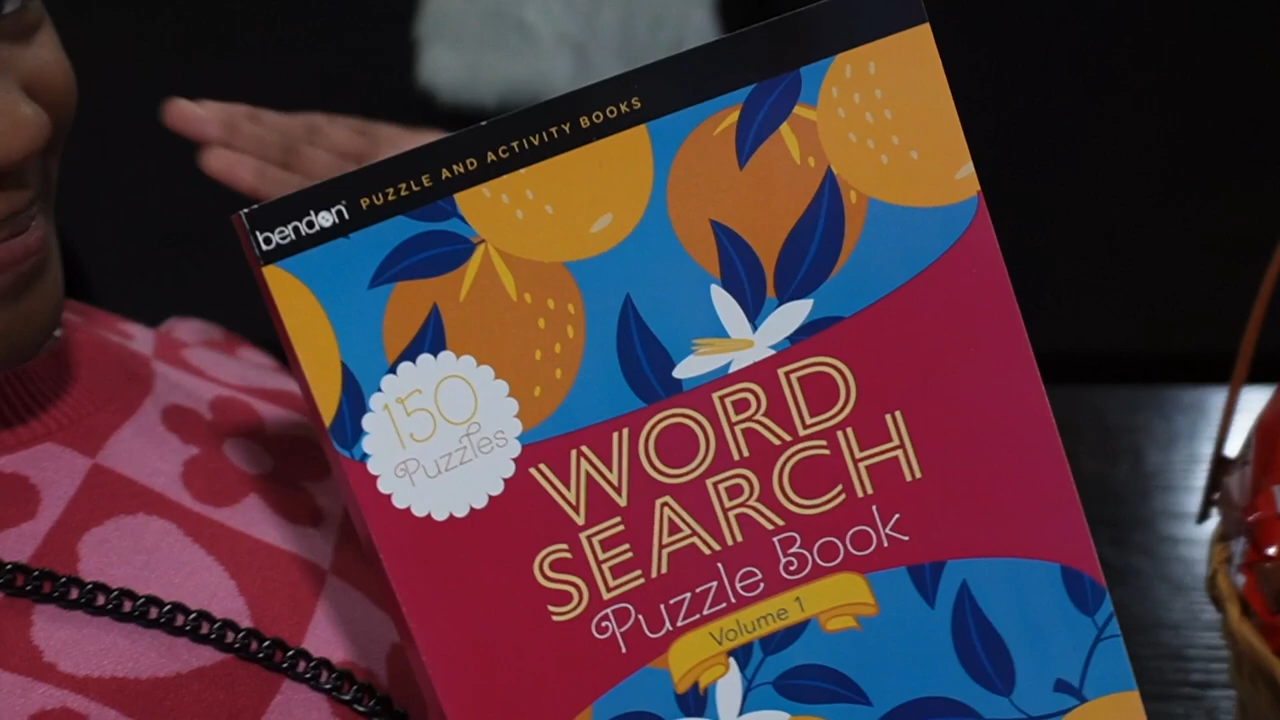 bendon® PUZZLE AND ACTIVITY BOOKS
150
Puzzles
WORD
SEARCH
Puzzle Book
Volume 1